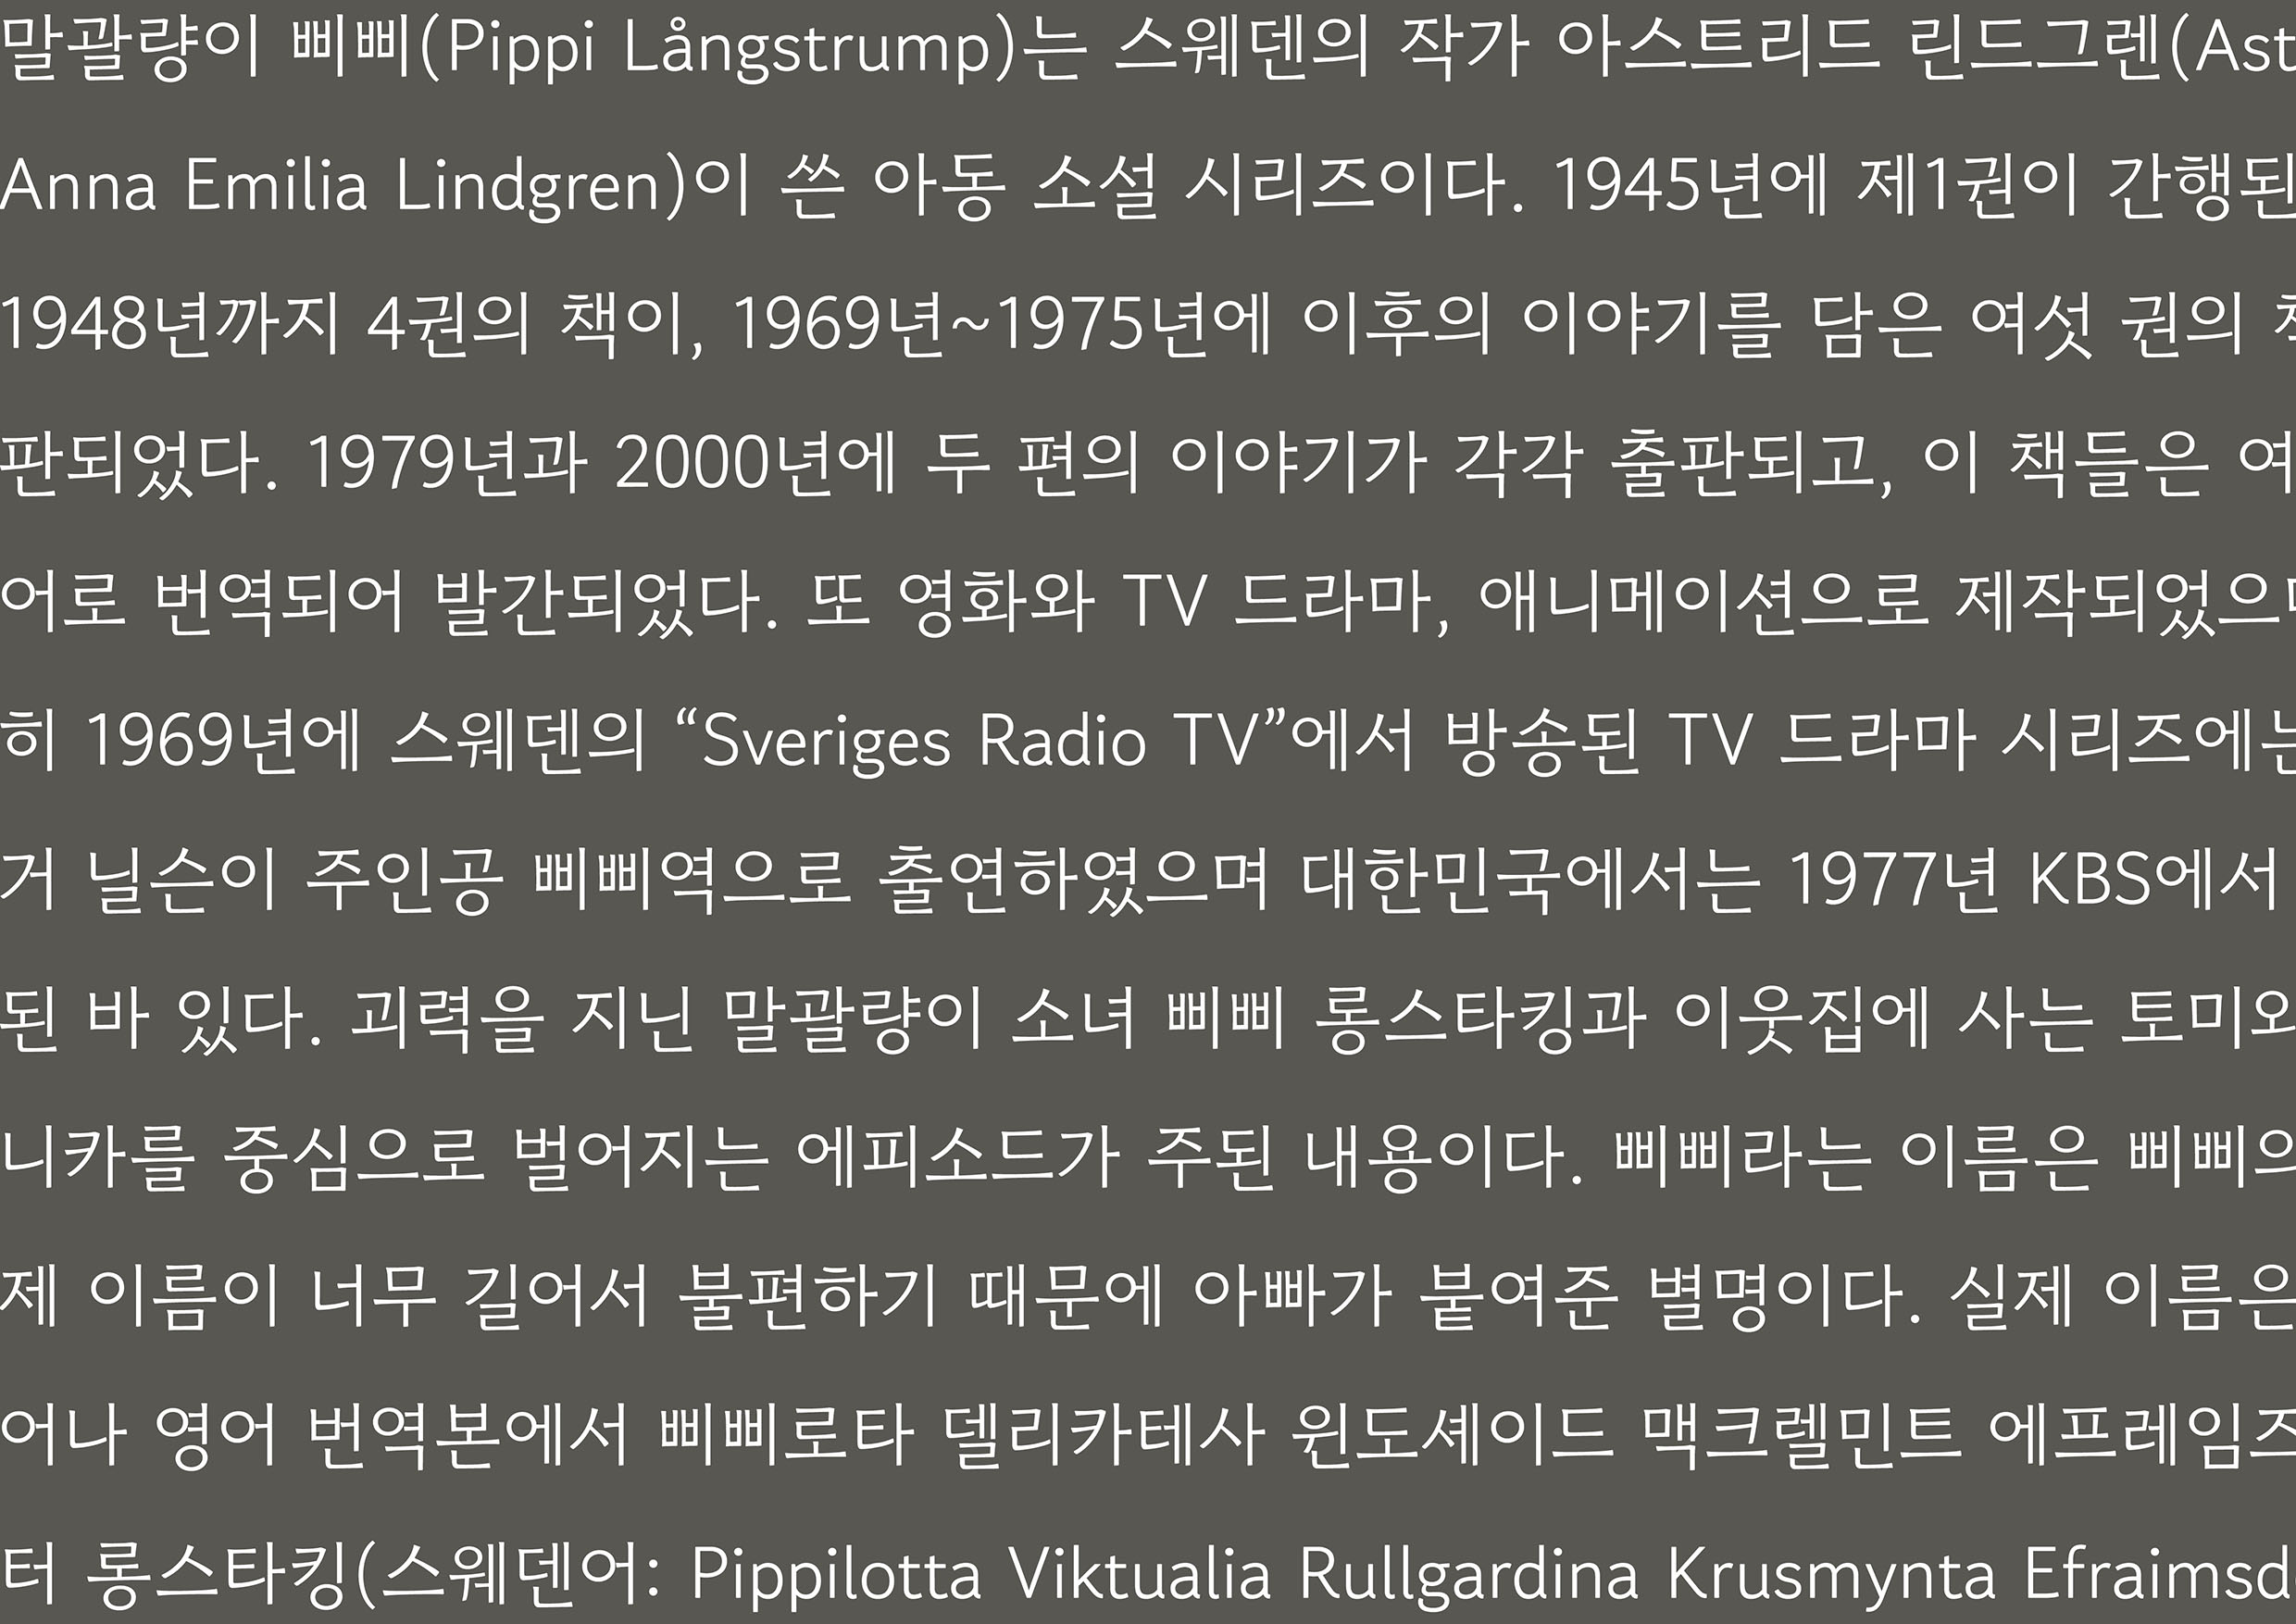 말괄량이 삐삐(Pippi Långstrump)는 스웨덴의 작가 아스트리드 린드그렌(Ast
Anna Emilia Lindgren)이 쓴 아동 소설 시리즈이다. 1945년에 제1권이 간행된
1948년까지 4권의 책이, 1969년~1975년에 이후의 이야기를 담은 여섯 권의
판되었다. 1979년과 2000년에 두 편의 이야기가 각각 출판되고, 이 책들은 여
어로 번역되어 발간되었다. 또 영화와 TV 드라마, 애니메이션으로 제작되었으
히 1969년에 스웨덴의 “Sveriges Radio TV”에서 방송된 TV 드라마 시리즈에는
거 닐슨이 주인공 삐삐역으로 출연하였으며 대한민국에서는 1977년 KBS에서
된 바 있다. 괴력을 지닌 말괄량이 소녀 삐삐 롱스타킹과 이웃집에 사는 토미와
니카를 중심으로 벌어지는 에피소드가 주된 내용이다. 삐삐라는 이름은 삐삐의
제 이름이 너무 길어서 불편하기 때문에 아빠가 붙여준 별명이다. 실제 이름은
어나 영어 번역본에서 삐삐로타 델리카테사 윈도셰이드 맥크렐민트 에프레임즈
터 롱스타킹(스웨덴어: Pippilotta Viktualia Rullgardina Krusmynta Efraimsd